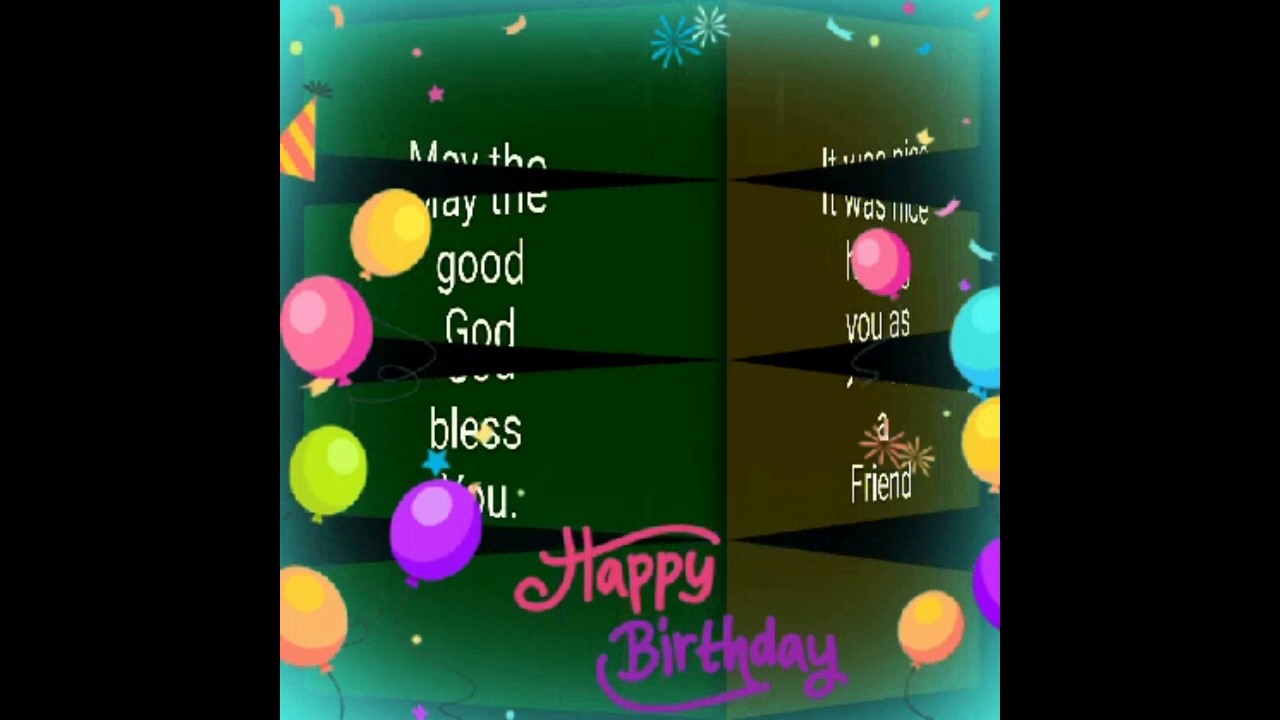 May the
good
God
bless
You.
It was nice
you as
a
Friend
Happy
Birthday